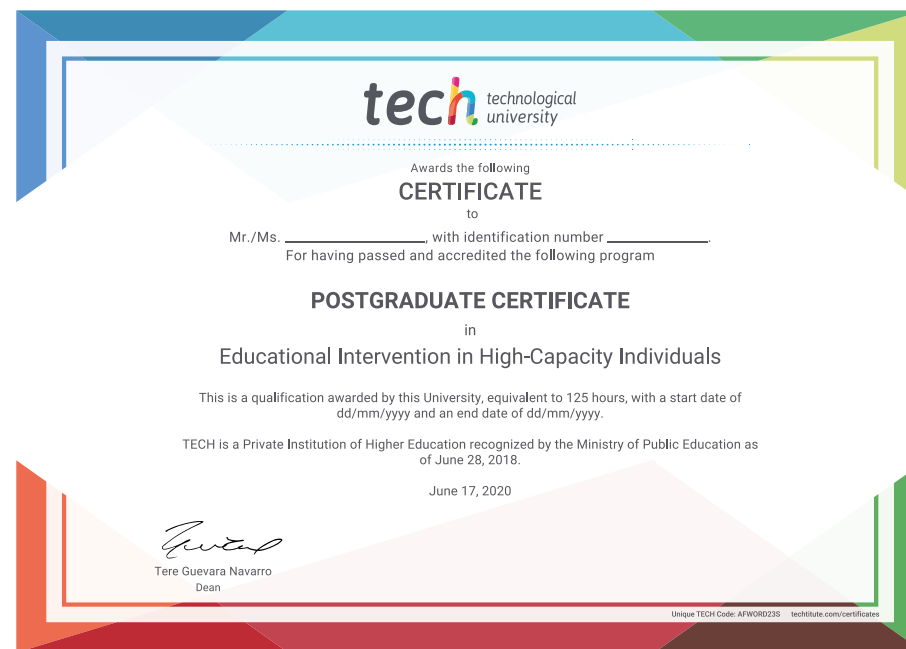 tech technological
university
Awards the following
CERTIFICATE
to
Mr./Ms. ____________, with identification number _________.
For having passed and accredited the following program
POSTGRADUATE CERTIFICATE
in
Educational Intervention in High-Capacity Individuals
This is a qualification awarded by this University, equivalent to 125 hours, with a start date of
dd/mm/yyyy and an end date of dd/mm/yyyy.
TECH is a Private Institution of Higher Education recognized by the Ministry of Public Education as
of June 28, 2018.
June 17, 2020
Tere Guevara Navarro
Dean
Unique TECH Code: AFWORD23S techtitute.com/certificates